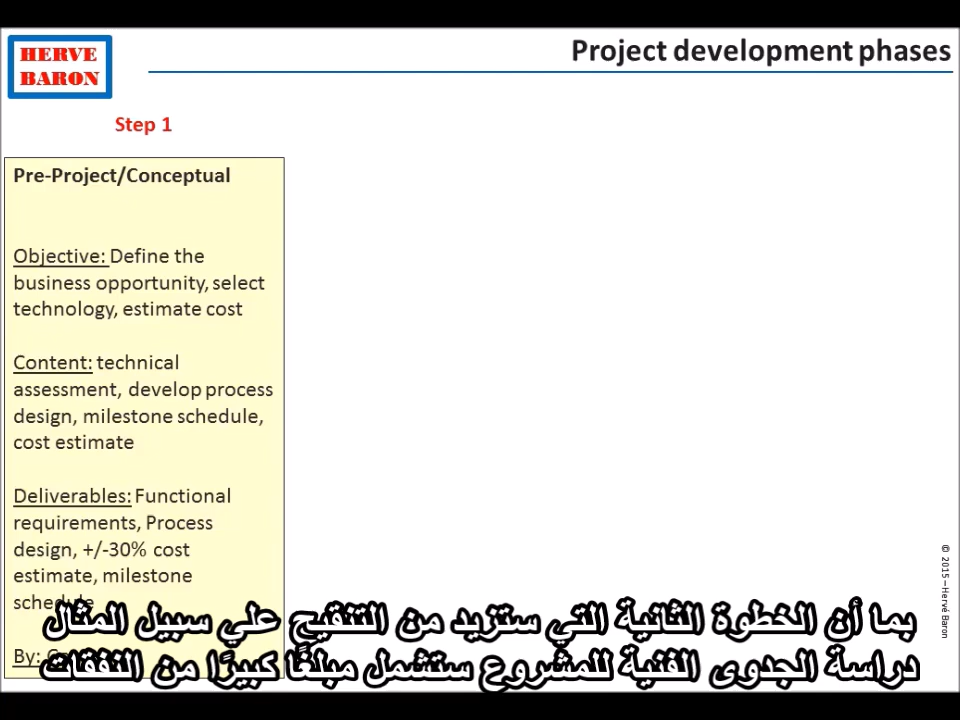 HERVE
BARON
Project development phases
Step 1
Pre-Project/Conceptual
Objective: Define the
business opportunity, select
technology, estimate cost
Content: technical
assessment, develop process
design, milestone schedule,
cost estimate
Deliverables: Functional
requirements, Process
design, +/-30% cost
estimate, milestone
schedule
By:
بما أن الخطوة الثانية التي ستزيد من التنقيح علي سبيل المثال
دراسة الجدوى الفنية للمشروع ستشمل مبلغًا كبيرًا من النفقات
© 2015 – Hervé Baron